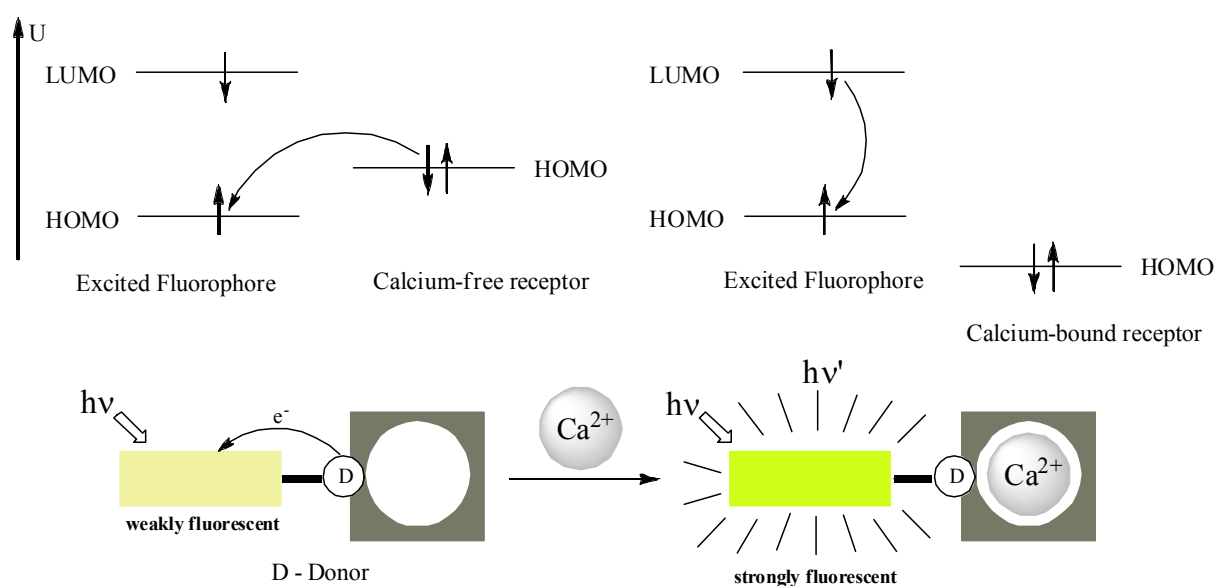 U
LUMO
HOMO
HOMO
Excited Fluorophore
Calcium-free receptor
LUMO
HOMO
HOMO
Excited Fluorophore
Calcium-bound receptor
hν
e⁻
D
weakly fluorescent
D - Donor
Ca²⁺
hν
hν'
D
Ca²⁺
strongly fluorescent